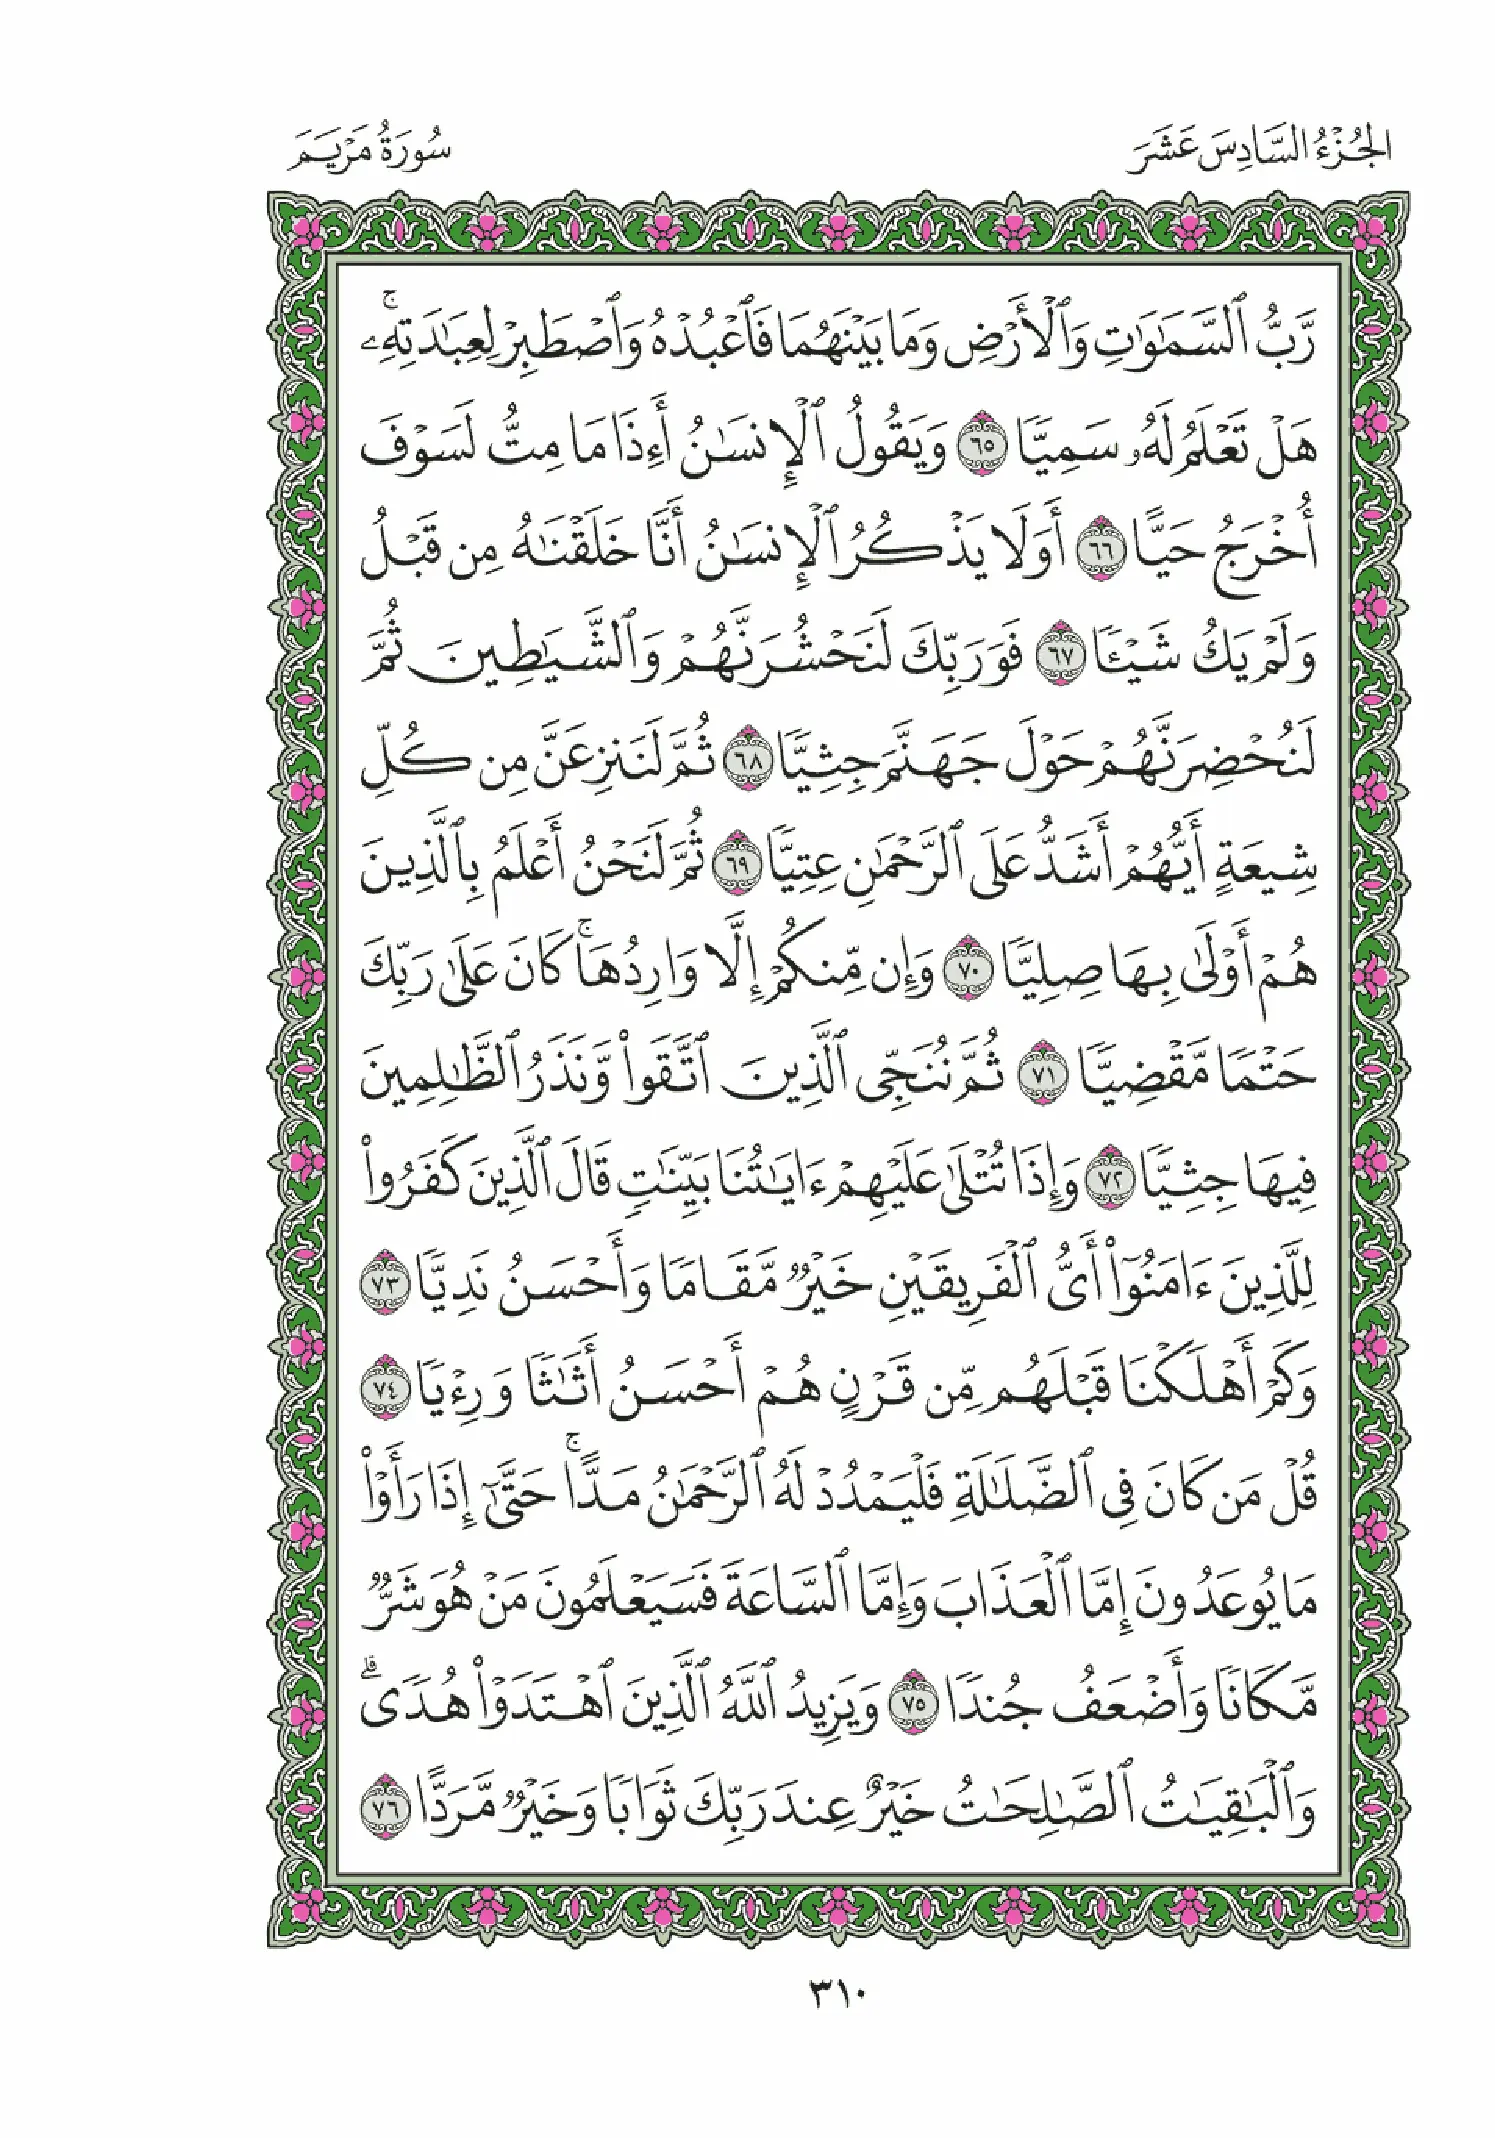 الجُزْءُ السَّادِسَ عَشَرَ
سُورَةُ مَرْيَمَ
رَّبُّ ٱلسَّمَٰوَٰتِ وَٱلْأَرْضِ وَمَا بَيْنَهُمَا فَٱعْبُدْهُ وَٱصْطَبِرْ لِعِبَٰدَتِهِۦۚ
هَلْ تَعْلَمُ لَهُۥ سَمِيًّا ٦٥ وَيَقُولُ ٱلْإِنسَٰنُ أَءِذَا مَا مِتُّ لَسَوْفَ
أُخْرَجُ حَيًّا ٦٦ أَوَلَا يَذْكُرُ ٱلْإِنسَٰنُ أَنَّا خَلَقْنَٰهُ مِن قَبْلُ
وَلَمْ يَكُ شَيْـًٔا ٦٧ فَوَرَبِّكَ لَنَحْشُرَنَّهُمْ وَٱلشَّيَٰطِينَ ثُمَّ
لَنُحْضِرَنَّهُمْ حَوْلَ جَهَنَّمَ جِثِيًّا ٦٨ ثُمَّ لَنَنزِعَنَّ مِن كُلِّ
شِيعَةٍ أَيُّهُمْ أَشَدُّ عَلَى ٱلرَّحْمَٰنِ عِتِيًّا ٦٩ ثُمَّ لَنَحْنُ أَعْلَمُ بِٱلَّذِينَ
هُمْ أَوْلَىٰ بِهَا صِلِيًّا ٧٠ وَإِن مِّنكُمْ إِلَّا وَارِدُهَاۚ كَانَ عَلَىٰ رَبِّكَ
حَتْمًا مَّقْضِيًّا ٧١ ثُمَّ نُنَجِّى ٱلَّذِينَ ٱتَّقَوا۟ وَّنَذَرُ ٱلظَّٰلِمِينَ
فِيهَا جِثِيًّا ٧٢ وَإِذَا تُتْلَىٰ عَلَيْهِمْ ءَايَٰتُنَا بَيِّنَٰتٍ قَالَ ٱلَّذِينَ كَفَرُوا۟
لِلَّذِينَ ءَامَنُوٓا۟ أَىُّ ٱلْفَرِيقَيْنِ خَيْرٌ مَّقَامًا وَأَحْسَنُ نَدِيًّا ٧٣
وَكَمْ أَهْلَكْنَا قَبْلَهُم مِّن قَرْنٍ هُمْ أَحْسَنُ أَثَٰثًا وَرِءْيًا ٧٤
قُلْ مَن كَانَ فِى ٱلضَّلَٰلَةِ فَلْيَمْدُدْ لَهُ ٱلرَّحْمَٰنُ مَدًّاۚ حَتَّىٰٓ إِذَا رَأَوْا۟
مَا يُوعَدُونَ إِمَّا ٱلْعَذَابَ وَإِمَّا ٱلسَّاعَةَ فَسَيَعْلَمُونَ مَنْ هُوَ شَرٌّ
مَّكَانًا وَأَضْعَفُ جُندًا ٧٥ وَيَزِيدُ ٱللَّهُ ٱلَّذِينَ ٱهْتَدَوْا۟ هُدًىۗ
وَٱلْبَٰقِيَٰتُ ٱلصَّٰلِحَٰتُ خَيْرٌ عِندَ رَبِّكَ ثَوَابًا وَخَيْرٌ مَّرَدًّا ٧٦
٣١٠